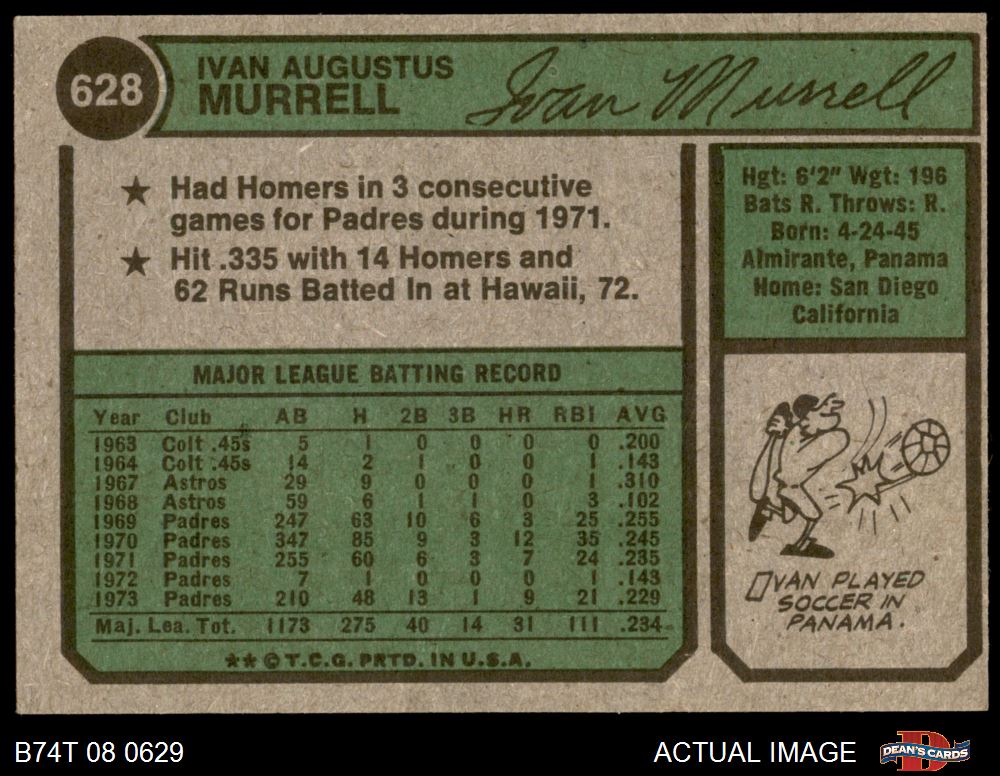 628
IVAN AUGUSTUS
MURRELL
Ivan Murrell
★ Had Homers in 3 consecutive
games for Padres during 1971.
★ Hit .335 with 14 Homers and
62 Runs Batted In at Hawaii, 72.
Hgt: 6'2" Wgt: 196
Bats R. Throws: R.
Born: 4-24-45
Almirante, Panama
Home: San Diego
California
MAJOR LEAGUE BATTING RECORD
Year Club AB H 2B 3B HR RBI AVG
1963 Colt .45s 5 1 0 0 0 0 .200
1964 Colt .45s 14 2 1 0 0 1 .143
1967 Astros 29 9 0 0 0 1 .310
1968 Astros 59 6 1 1 0 3 .102
1969 Padres 247 63 10 6 3 25 .255
1970 Padres 347 85 9 3 12 35 .245
1971 Padres 255 60 6 3 7 24 .235
1972 Padres 7 1 0 0 0 1 .143
1973 Padres 210 48 13 1 9 21 .229
Maj. Lea. Tot. 1173 275 40 14 31 111 .234
★★ © T.C.G. PRTD. IN U.S.A.
IVAN PLAYED
SOCCER IN
PANAMA.
B74T 08 0629
ACTUAL IMAGE
DEAN'S CARDS